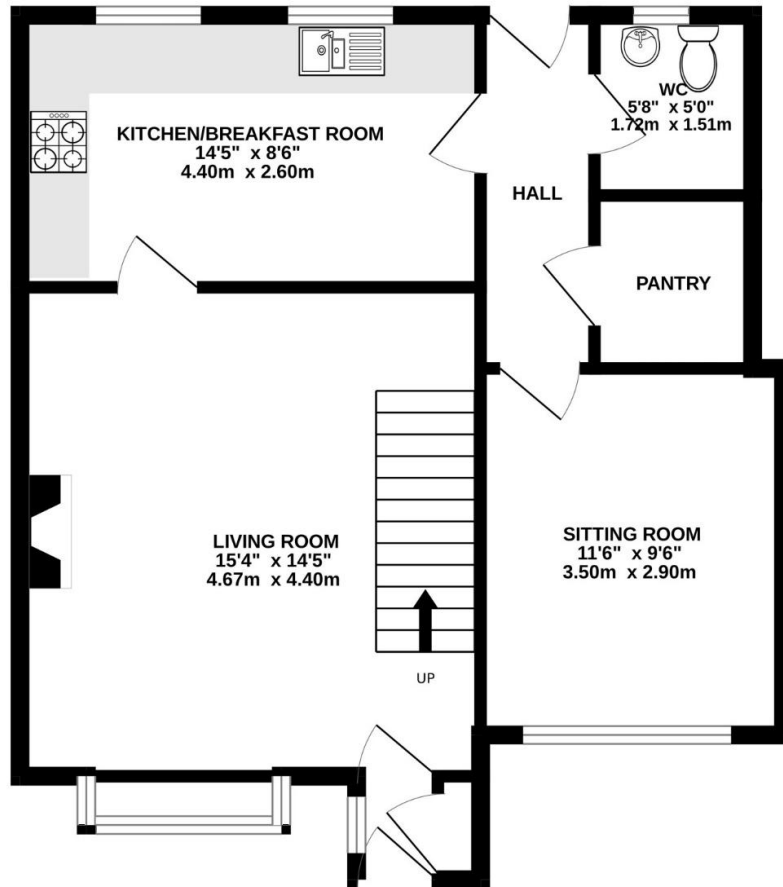 KITCHEN/BREAKFAST ROOM
14'5" x 8'6"
4.40m x 2.60m
WC
5'8" x 5'0"
1.72m x 1.51m
HALL
PANTRY
LIVING ROOM
15'4" x 14'5"
4.67m x 4.40m
SITTING ROOM
11'6" x 9'6"
3.50m x 2.90m
UP